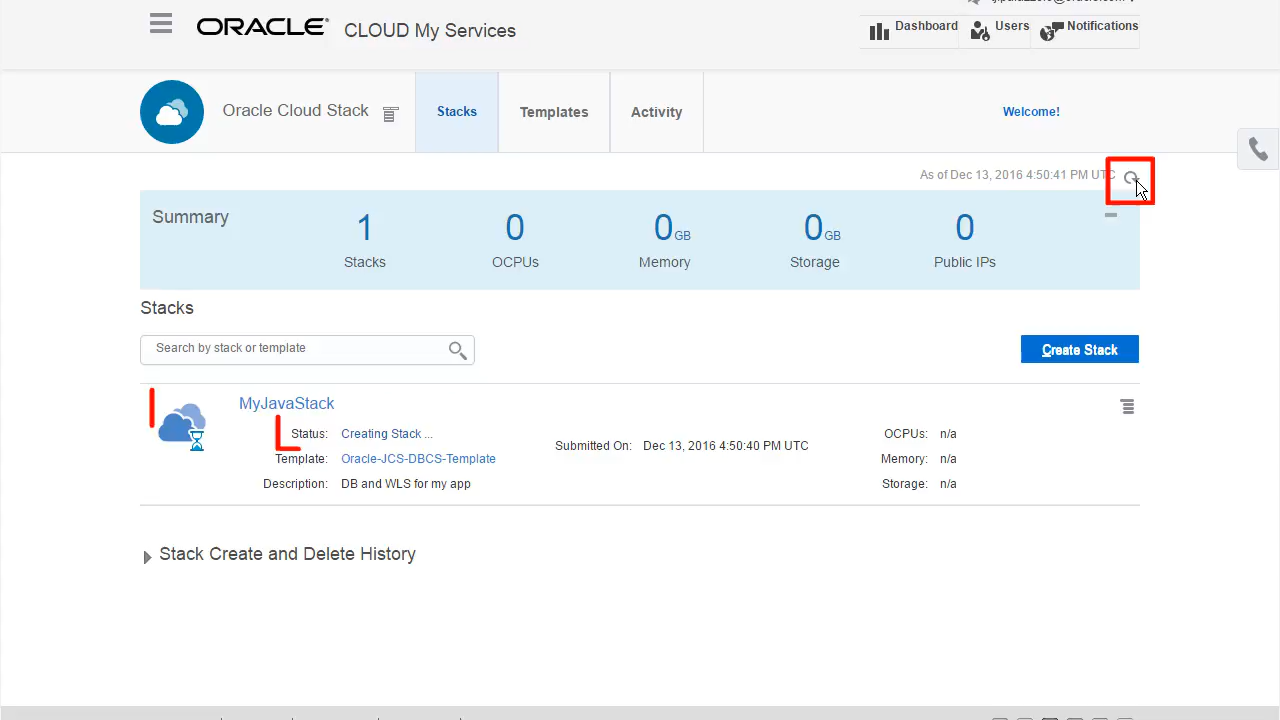 ORACLE® CLOUD My Services
Dashboard
Users
Notifications
Oracle Cloud Stack
Stacks
Templates
Activity
Welcome!
As of Dec 13, 2016 4:50:41 PM UTC
Summary
1
Stacks
0
OCPUs
0 GB
Memory
0 GB
Storage
0
Public IPs
Stacks
Search by stack or template
Create Stack
MyJavaStack
Status: Creating Stack ...
Template: Oracle-JCS-DBCS-Template
Description: DB and WLS for my app
Submitted On: Dec 13, 2016 4:50:40 PM UTC
OCPUs: n/a
Memory: n/a
Storage: n/a
Stack Create and Delete History